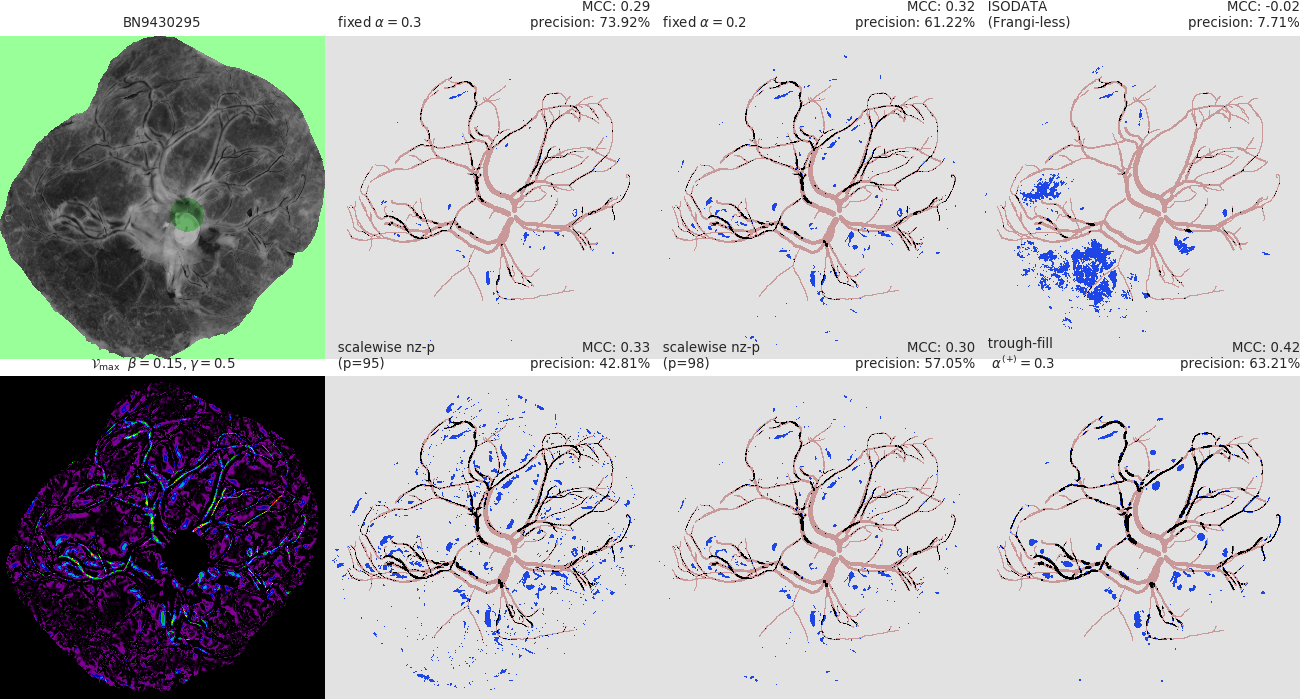 BN9430295
fixed α = 0.3
MCC: 0.29
precision: 73.92%
fixed α = 0.2
MCC: 0.32
precision: 61.22%
ISODATA
(Frangi-less)
MCC: -0.02
precision: 7.71%
𝒱max β = 0.15, γ = 0.5
scalewise nz-p
(p=95)
MCC: 0.33
precision: 42.81%
scalewise nz-p
(p=98)
MCC: 0.30
precision: 57.05%
trough-fill
α(+) = 0.3
MCC: 0.42
precision: 63.21%